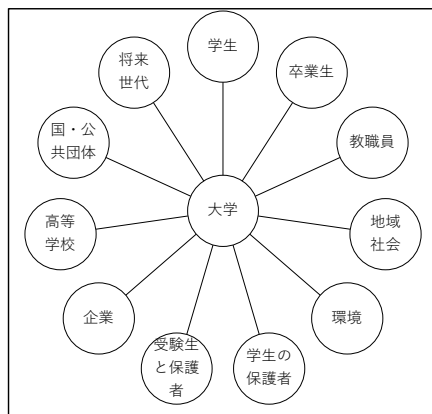 学生
卒業生
教職員
地域
社会
環境
学生の
保護者
受験生
と保護
者
企業
高等
学校
国・公
共団体
将来
世代
大学